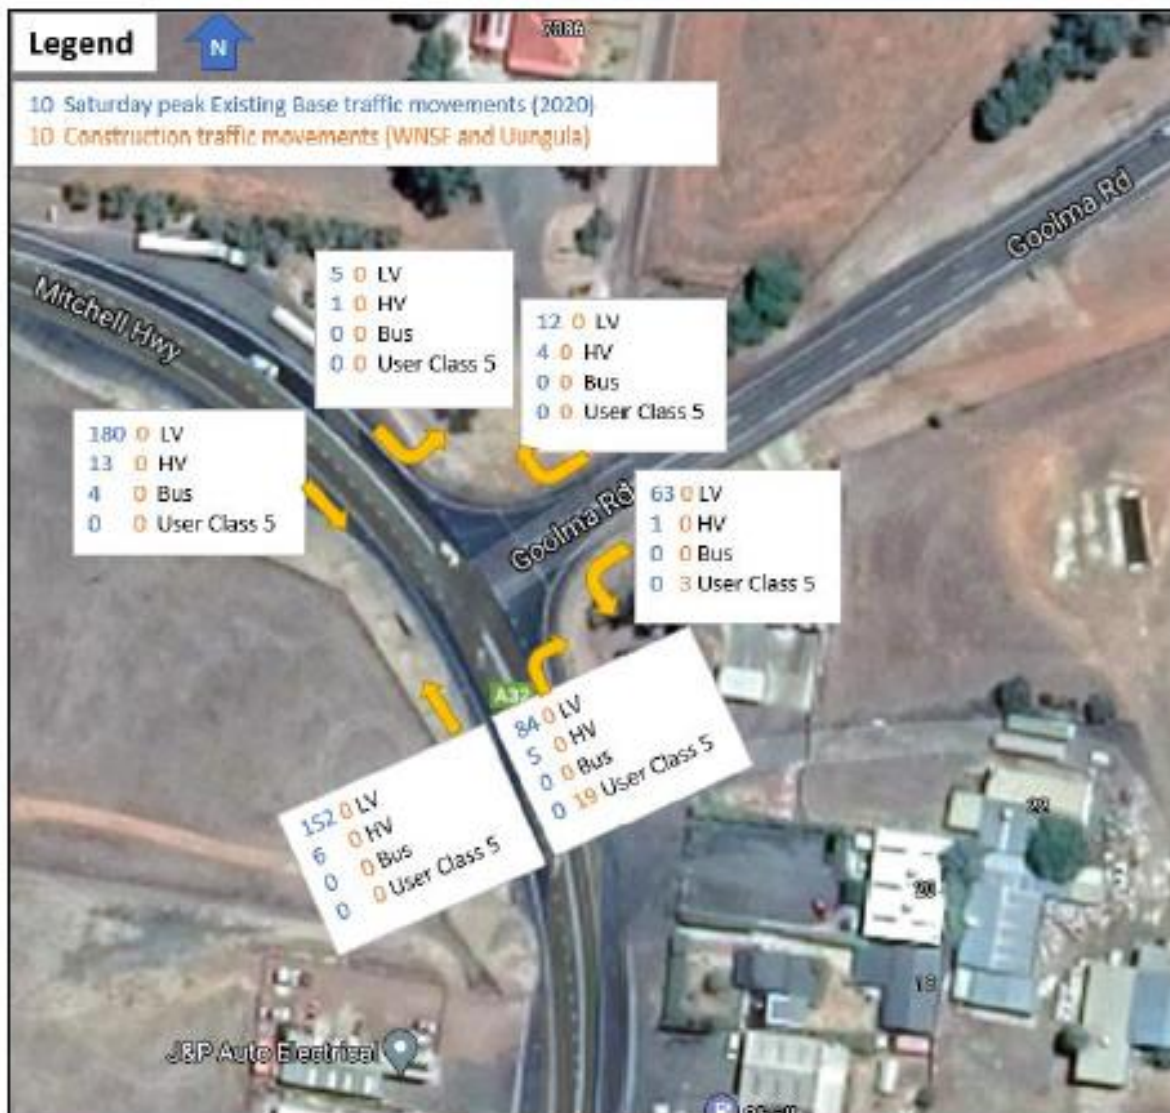 Legend
N
7386
10 Saturday peak Existing Base traffic movements (2020)
10 Construction traffic movements (WNSF and Uungula)
Goolma Rd
Mitchell Hwy
5 0 LV
1 0 HV
0 0 Bus
0 0 User Class 5
12 0 LV
4 0 HV
0 0 Bus
0 0 User Class 5
180 0 LV
13 0 HV
4 0 Bus
0 0 User Class 5
Goolma Rd
63 0 LV
1 0 HV
0 0 Bus
0 3 User Class 5
A32
84 0 LV
5 0 HV
0 0 Bus
0 19 User Class 5
152 0 LV
6 0 HV
0 0 Bus
0 0 User Class 5
22
20
J&P Auto Electrical